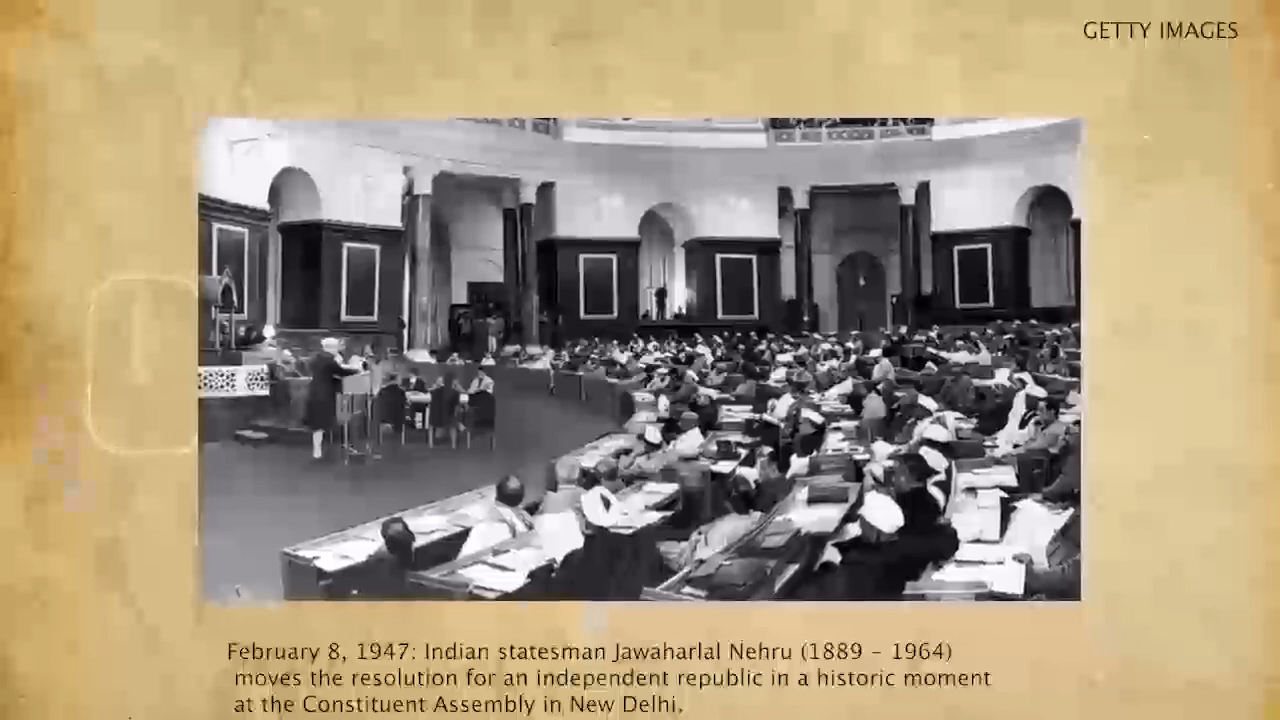 GETTY IMAGES
February 8, 1947: Indian statesman Jawaharlal Nehru (1889 – 1964)
moves the resolution for an independent republic in a historic moment
at the Constituent Assembly in New Delhi.